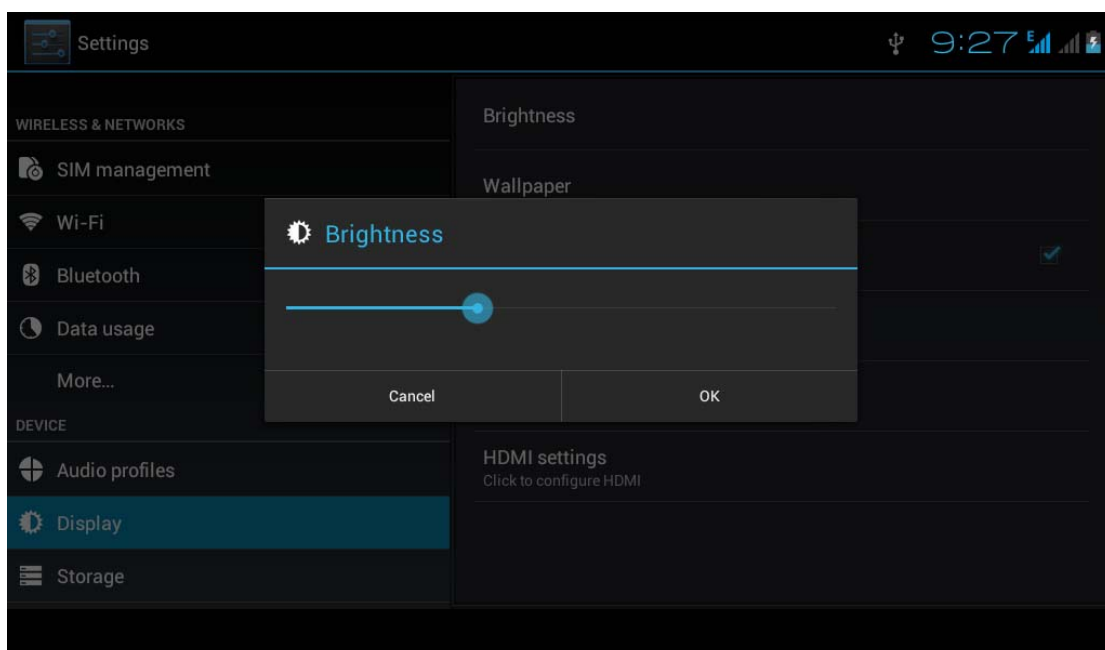 Settings
9:27
E
WIRELESS & NETWORKS
SIM management
Wi-Fi
Bluetooth
Data usage
More...
DEVICE
Audio profiles
Display
Storage
Brightness
Wallpaper
Brightness
Cancel
OK
HDMI settings
Click to configure HDMI